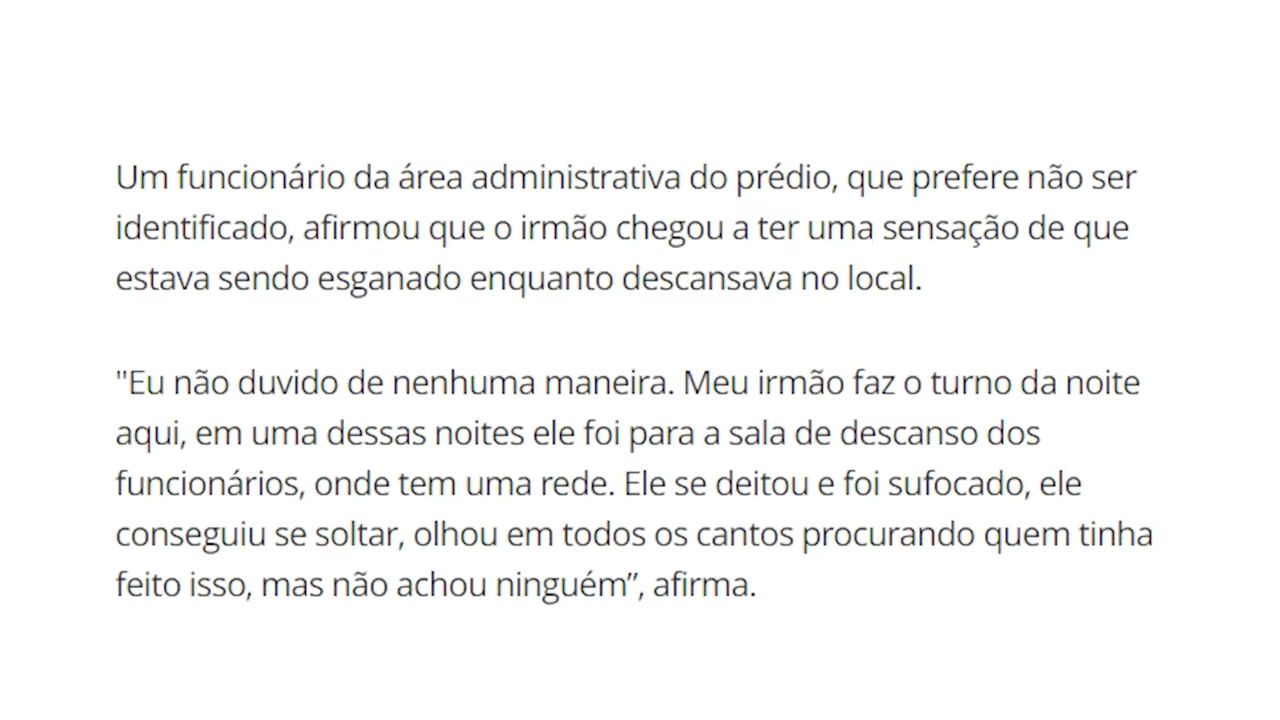 Um funcionário da área administrativa do prédio, que prefere não ser
identificado, afirmou que o irmão chegou a ter uma sensação de que
estava sendo esganado enquanto descansava no local.
"Eu não duvido de nenhuma maneira. Meu irmão faz o turno da noite
aqui, em uma dessas noites ele foi para a sala de descanso dos
funcionários, onde tem uma rede. Ele se deitou e foi sufocado, ele
conseguiu se soltar, olhou em todos os cantos procurando quem tinha
feito isso, mas não achou ninguém”, afirma.